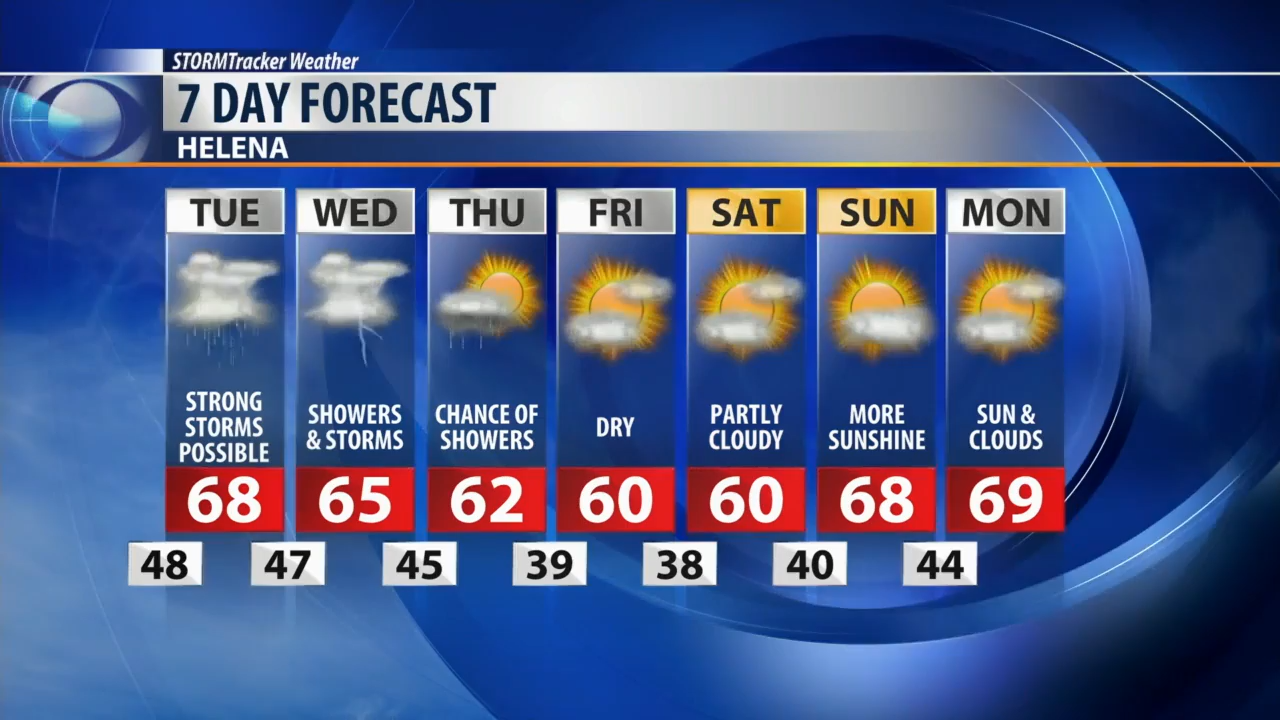 STORMTracker Weather
7 DAY FORECAST
HELENA
TUE
WED
THU
FRI
SAT
SUN
MON
STRONG
STORMS
POSSIBLE
SHOWERS
& STORMS
CHANCE OF
SHOWERS
DRY
PARTLY
CLOUDY
MORE
SUNSHINE
SUN &
CLOUDS
68
65
62
60
60
68
69
48
47
45
39
38
40
44